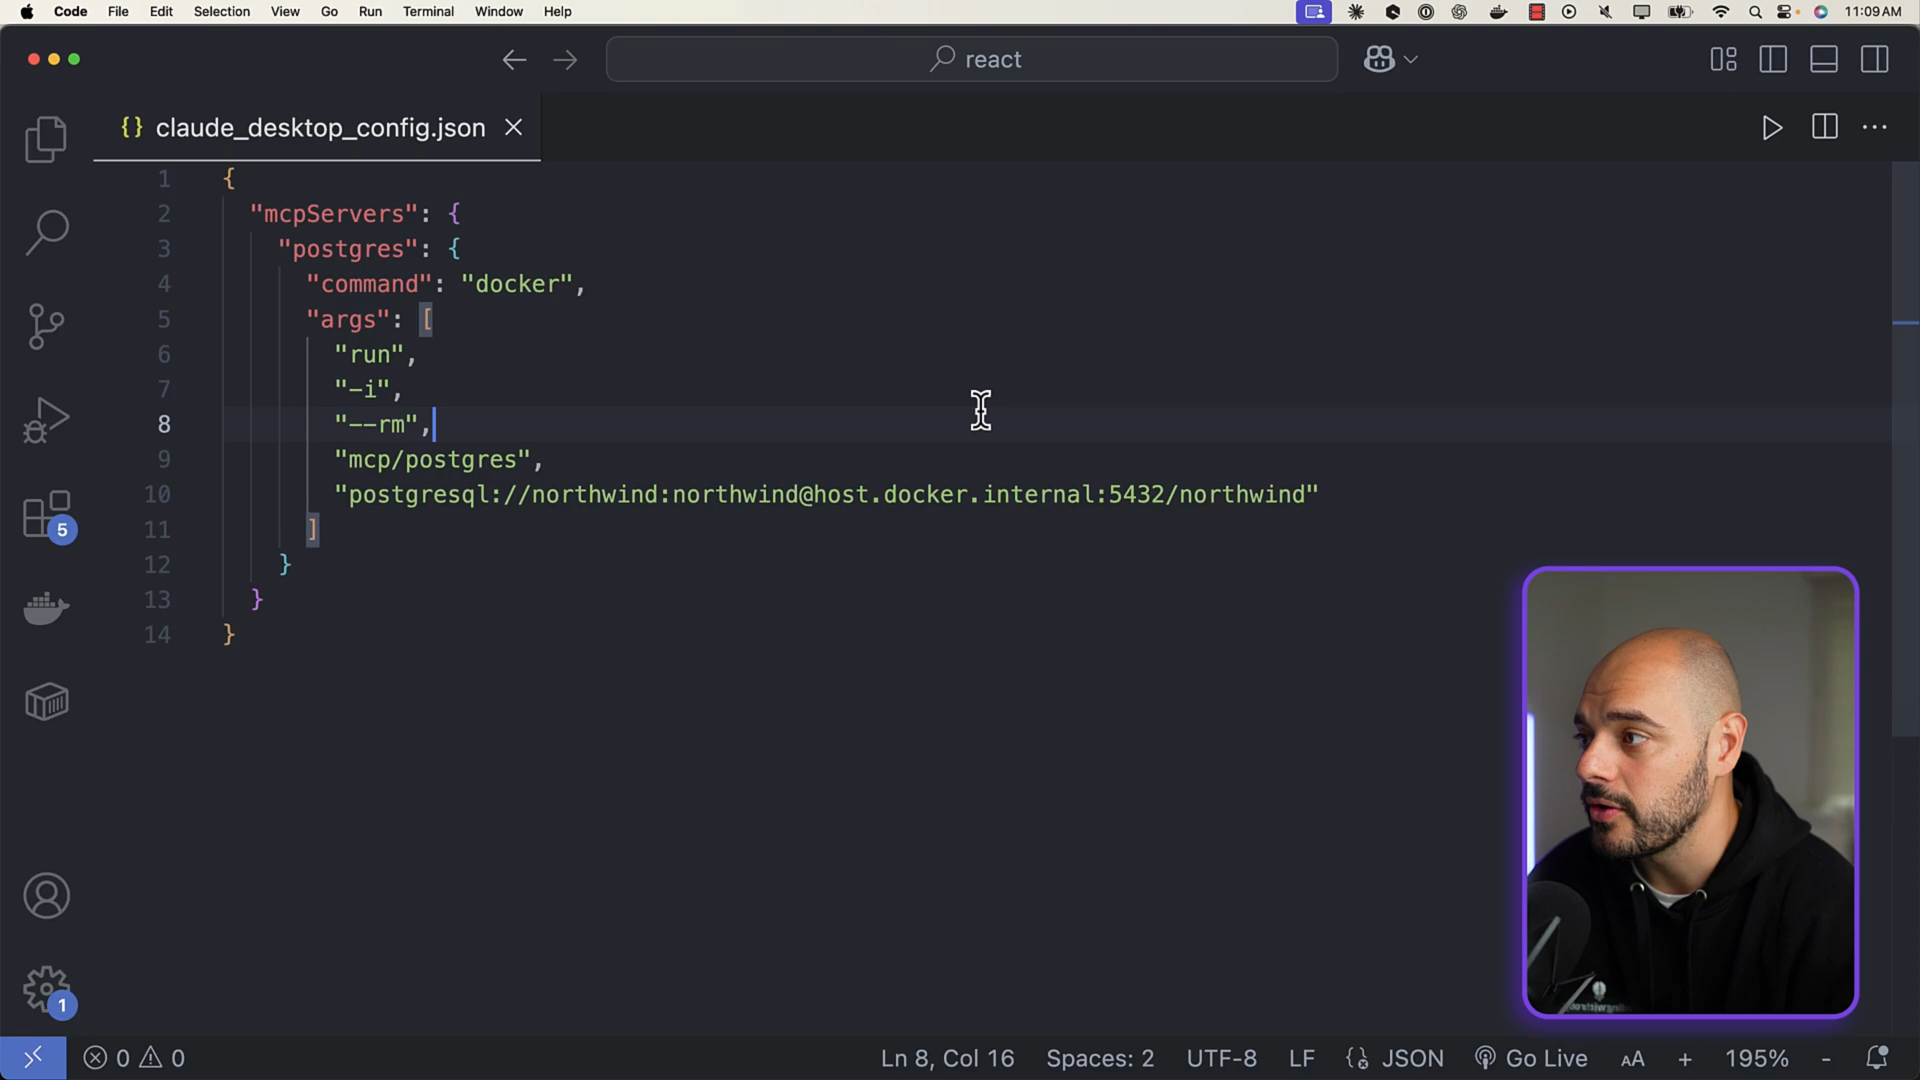 Code File Edit Selection View Go Run Terminal Window Help 11:09 AM
react
{} claude_desktop_config.json
1 {
2 "mcpServers": {
3 "postgres": {
4 "command": "docker",
5 "args": [
6 "run",
7 "-i",
8 "--rm",
9 "mcp/postgres",
10 "postgresql://northwind:northwind@host.docker.internal:5432/northwind"
11 ]
12 }
13 }
14 }
5
1
0 0 Ln 8, Col 16 Spaces: 2 UTF-8 LF JSON Go Live AA + 195% -